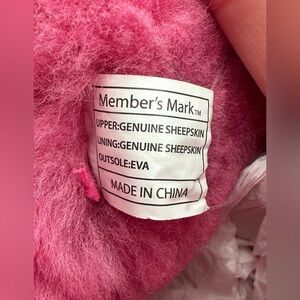 Member's Mark™
UPPER:GENUINE SHEEPSKIN
LINING:GENUINE SHEEPSKIN
OUTSOLE:EVA
MADE IN CHINA